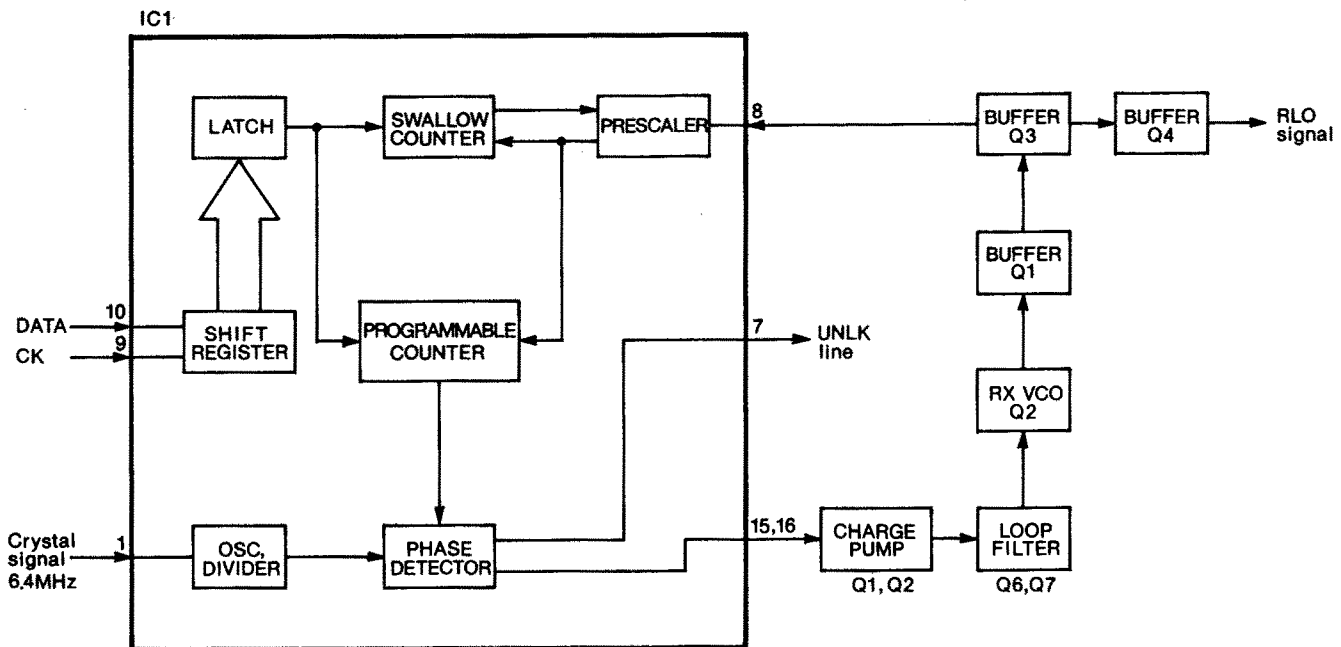 IC1
LATCH
SWALLOW
COUNTER
PRESCALER
8
BUFFER
Q3
BUFFER
Q4
RLO
signal
BUFFER
Q1
DATA
10
CK
9
SHIFT
REGISTER
PROGRAMMABLE
COUNTER
7
UNLK
line
RX VCO
Q2
Crystal
signal
6.4MHz
1
OSC,
DIVIDER
PHASE
DETECTOR
15,16
CHARGE
PUMP
Q1, Q2
LOOP
FILTER
Q6,Q7